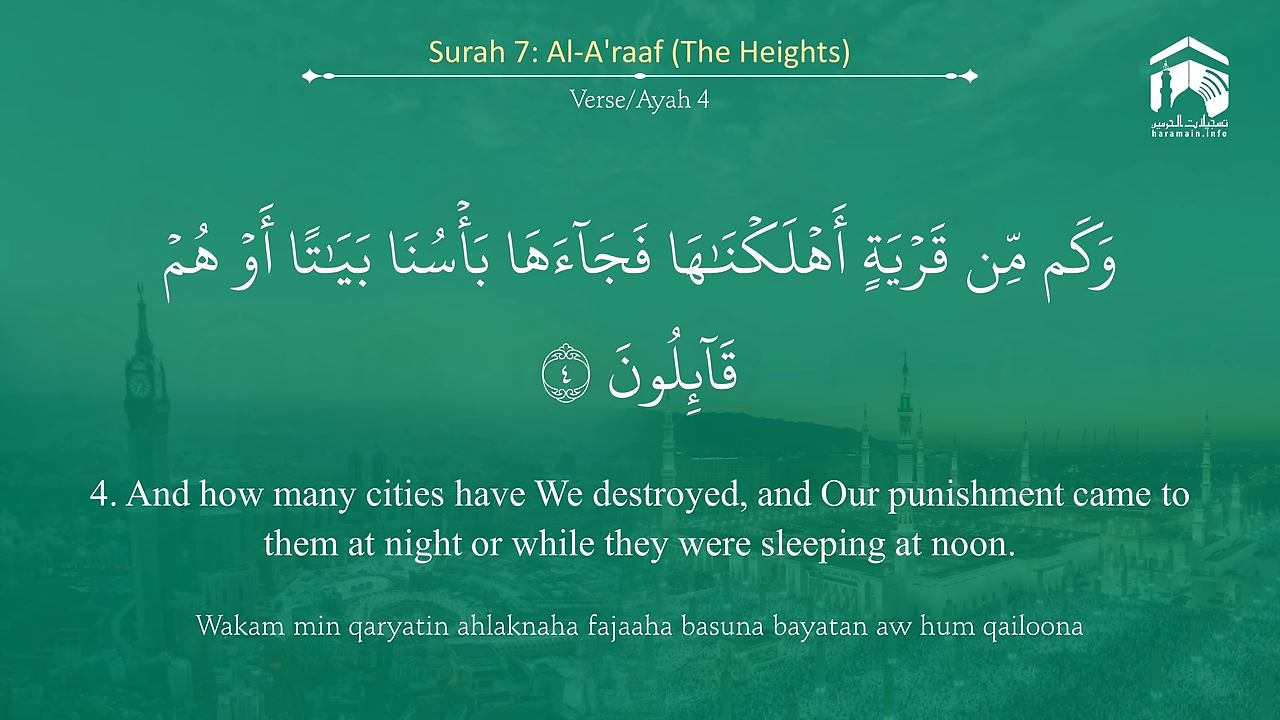 Surah 7: Al-A'raaf (The Heights)
Verse/Ayah 4
تسجيلات الحرمين
haramain.info
وَكَم مِّن قَرْيَةٍ أَهْلَكْنَـٰهَا فَجَآءَهَا بَأْسُنَا بَيَـٰتًا أَوْ هُمْ
قَآئِلُونَ ٤
4. And how many cities have We destroyed, and Our punishment came to
them at night or while they were sleeping at noon.
Wakam min qaryatin ahlaknaha fajaaha basuna bayatan aw hum qailoona